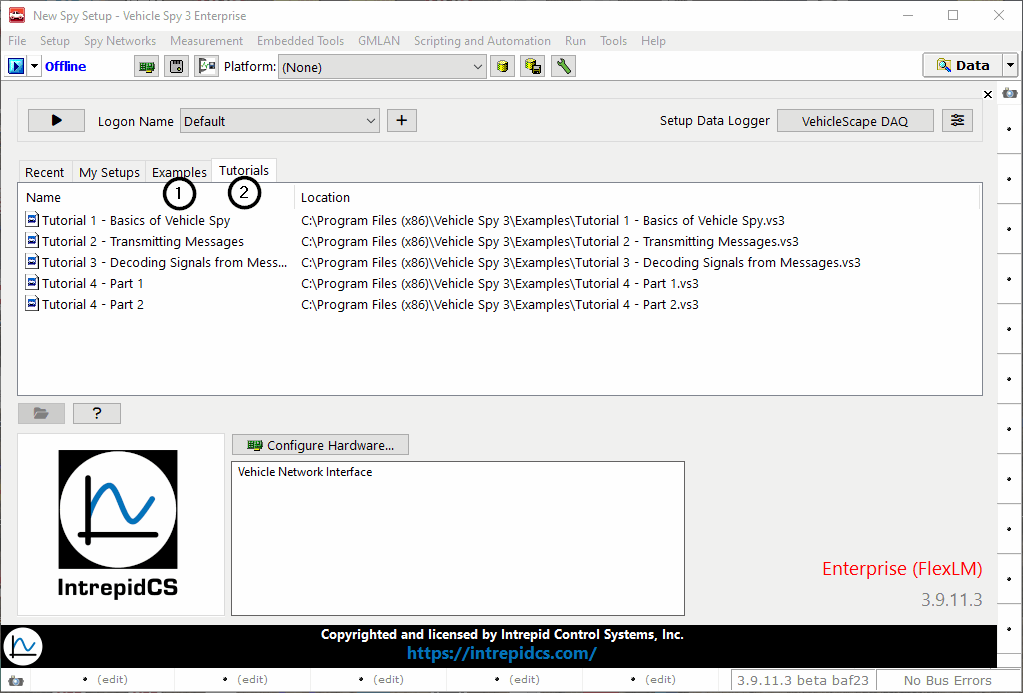 New Spy Setup - Vehicle Spy 3 Enterprise
File Setup Spy Networks Measurement Embedded Tools GMLAN Scripting and Automation Run Tools Help
Offline Platform: (None) Data
Logon Name Default + Setup Data Logger VehicleScape DAQ
Recent My Setups Examples Tutorials
1 2
Name Location
Tutorial 1 - Basics of Vehicle Spy C:\Program Files (x86)\Vehicle Spy 3\Examples\Tutorial 1 - Basics of Vehicle Spy.vs3
Tutorial 2 - Transmitting Messages C:\Program Files (x86)\Vehicle Spy 3\Examples\Tutorial 2 - Transmitting Messages.vs3
Tutorial 3 - Decoding Signals from Mess... C:\Program Files (x86)\Vehicle Spy 3\Examples\Tutorial 3 - Decoding Signals from Messages.vs3
Tutorial 4 - Part 1 C:\Program Files (x86)\Vehicle Spy 3\Examples\Tutorial 4 - Part 1.vs3
Tutorial 4 - Part 2 C:\Program Files (x86)\Vehicle Spy 3\Examples\Tutorial 4 - Part 2.vs3
?
Configure Hardware...
Vehicle Network Interface
IntrepidCS
Enterprise (FlexLM)
3.9.11.3
Copyrighted and licensed by Intrepid Control Systems, Inc.
https://intrepidcs.com/
(edit) (edit) (edit) (edit) (edit) 3.9.11.3 beta baf23 No Bus Errors